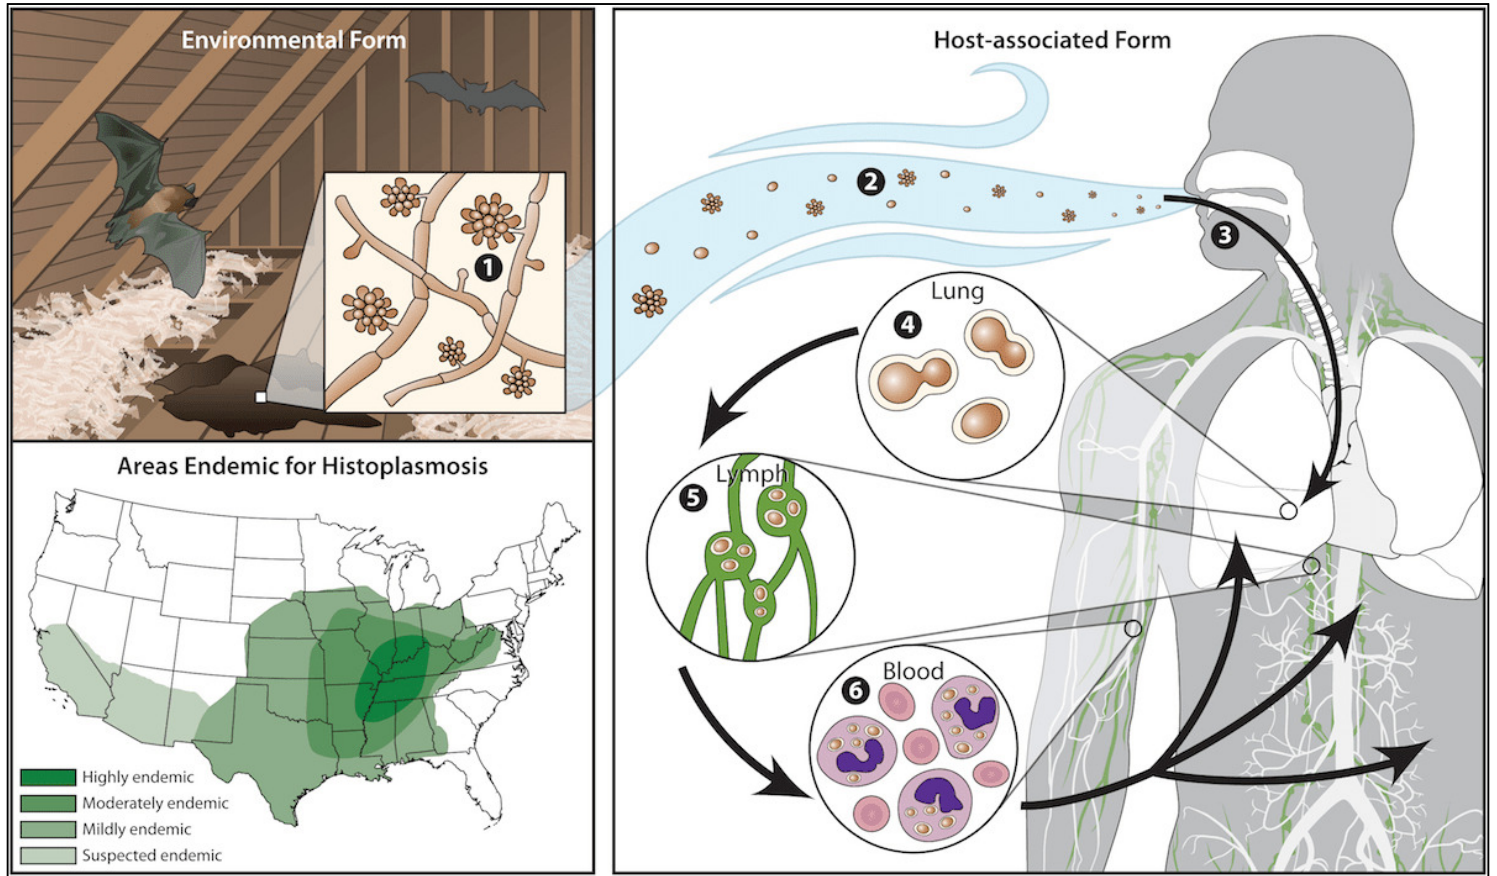 Environmental Form
1
Areas Endemic for Histoplasmosis
Highly endemic
Moderately endemic
Mildly endemic
Suspected endemic
Host-associated Form
2
3
Lung
4
Lymph
5
Blood
6